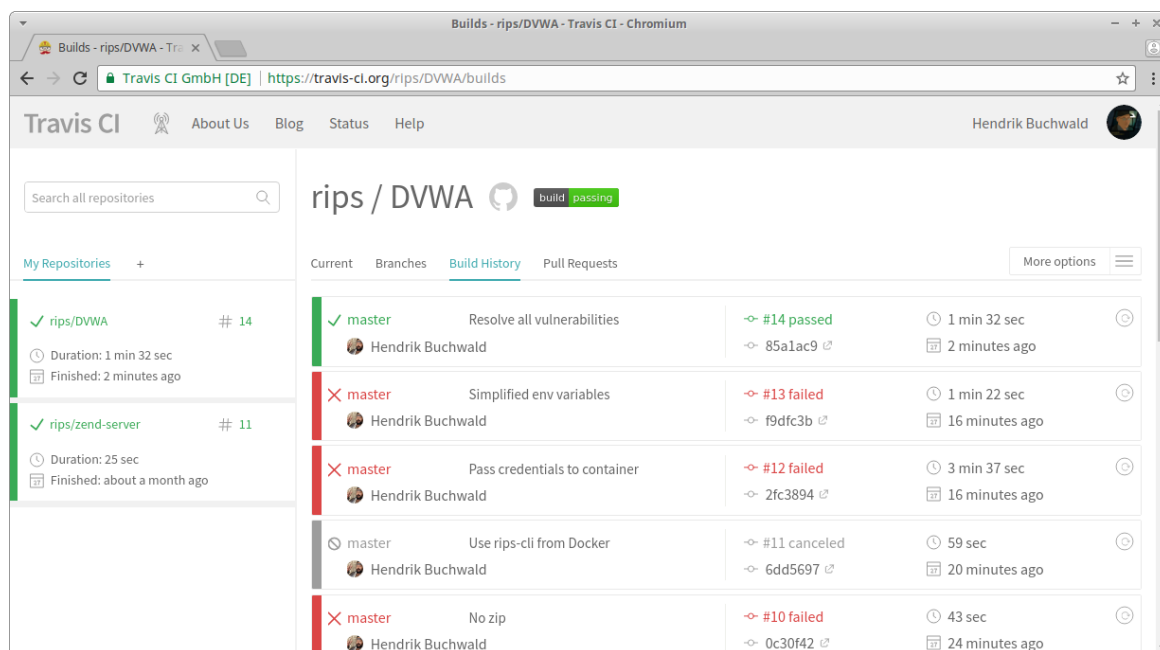 Builds - rips/DVWA - Travis CI - Chromium
Builds - rips/DVWA - Tra
Travis CI GmbH [DE] https://travis-ci.org/rips/DVWA/builds
Travis CI About Us Blog Status Help Hendrik Buchwald
Search all repositories
rips / DVWA build passing
My Repositories +
Current Branches Build History Pull Requests More options
rips/DVWA # 14
Duration: 1 min 32 sec
Finished: 2 minutes ago
rips/zend-server # 11
Duration: 25 sec
Finished: about a month ago
master Resolve all vulnerabilities #14 passed 1 min 32 sec
Hendrik Buchwald 85a1ac9 2 minutes ago
master Simplified env variables #13 failed 1 min 22 sec
Hendrik Buchwald f9dfc3b 16 minutes ago
master Pass credentials to container #12 failed 3 min 37 sec
Hendrik Buchwald 2fc3894 16 minutes ago
master Use rips-cli from Docker #11 canceled 59 sec
Hendrik Buchwald 6dd5697 20 minutes ago
master No zip #10 failed 43 sec
Hendrik Buchwald 0c30f42 24 minutes ago